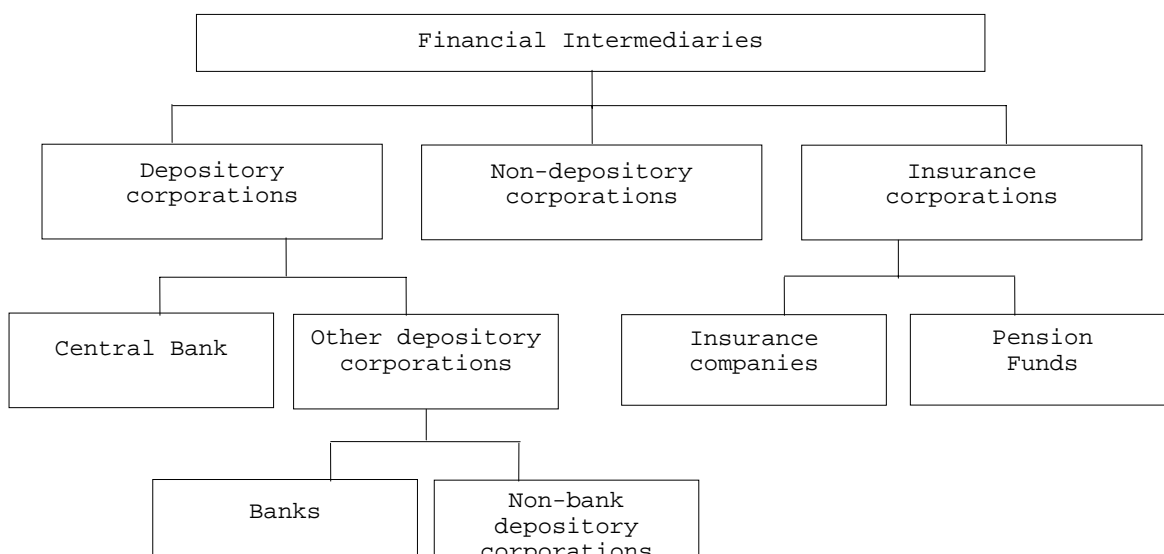 Financial Intermediaries
Depository
corporations
Non-depository
corporations
Insurance
corporations
Central Bank
Other depository
corporations
Insurance
companies
Pension
Funds
Banks
Non-bank
depository
corporations